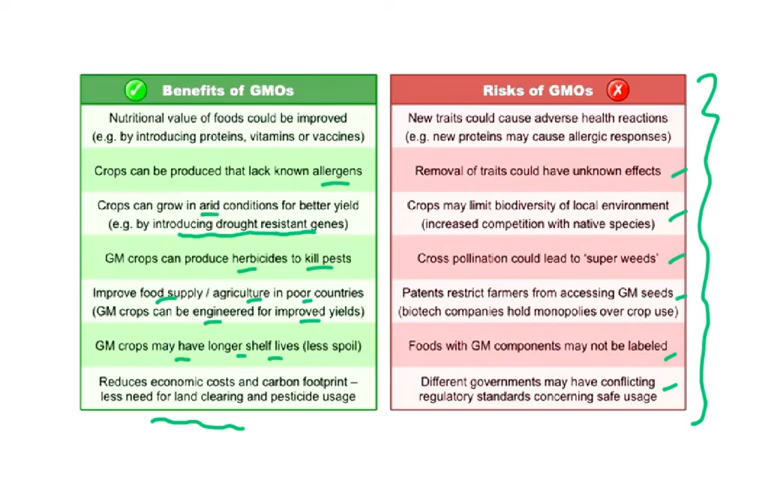 Benefits of GMOs
Nutritional value of foods could be improved
(e.g. by introducing proteins, vitamins or vaccines)
Crops can be produced that lack known allergens
Crops can grow in arid conditions for better yield
(e.g. by introducing drought resistant genes)
GM crops can produce herbicides to kill pests
Improve food supply / agriculture in poor countries
(GM crops can be engineered for improved yields)
GM crops may have longer shelf lives (less spoil)
Reduces economic costs and carbon footprint –
less need for land clearing and pesticide usage
Risks of GMOs
New traits could cause adverse health reactions
(e.g. new proteins may cause allergic responses)
Removal of traits could have unknown effects
Crops may limit biodiversity of local environment
(increased competition with native species)
Cross pollination could lead to 'super weeds'
Patents restrict farmers from accessing GM seeds
(biotech companies hold monopolies over crop use)
Foods with GM components may not be labeled
Different governments may have conflicting
regulatory standards concerning safe usage